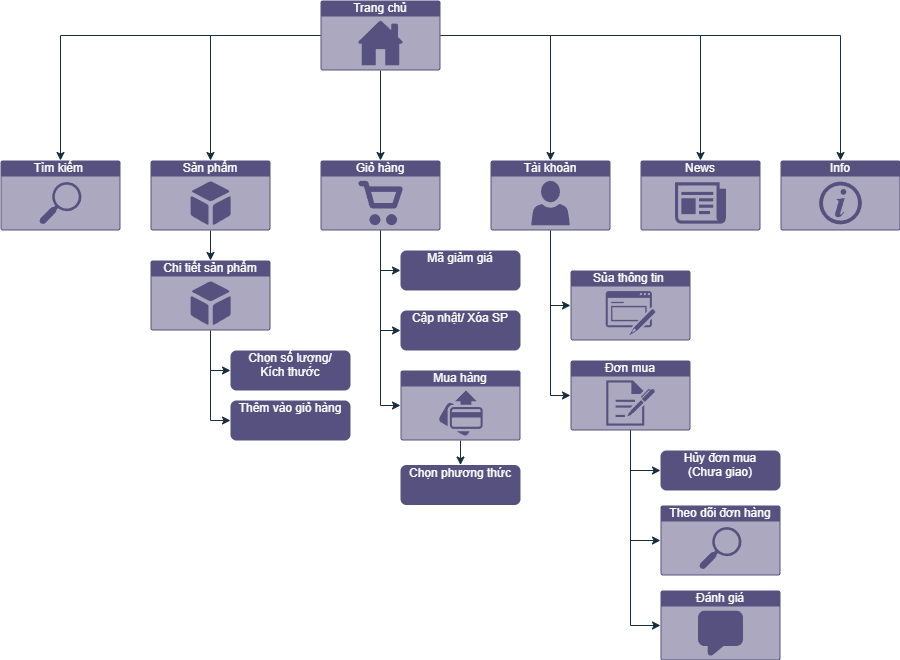 Trang chủ
Tìm kiếm
Sản phẩm
Giỏ hàng
Tài khoản
News
Info
Chi tiết sản phẩm
Chọn số lượng/
Kích thước
Thêm vào giỏ hàng
Mã giảm giá
Cập nhật/ Xóa SP
Mua hàng
Chọn phương thức
Sủa thông tin
Đơn mua
Hủy đơn mua
(Chưa giao)
Theo dõi đơn hàng
Đánh giá